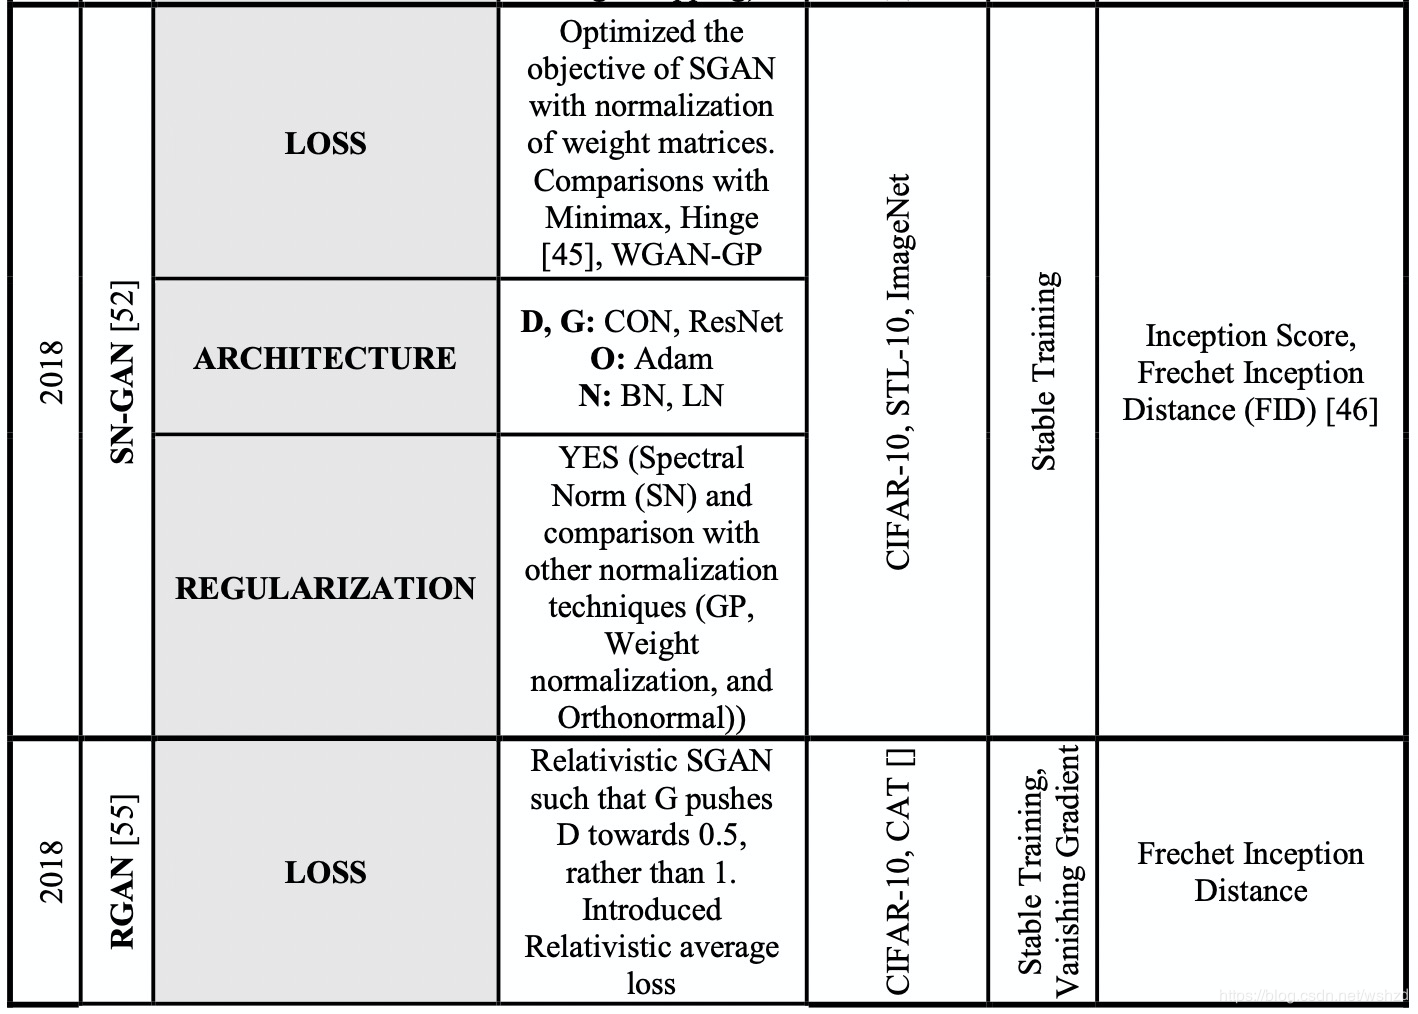 2018
SN-GAN [52]
LOSS
Optimized the
objective of SGAN
with normalization
of weight matrices.
Comparisons with
Minimax, Hinge
[45], WGAN-GP
ARCHITECTURE
D, G: CON, ResNet
O: Adam
N: BN, LN
REGULARIZATION
YES (Spectral
Norm (SN) and
comparison with
other normalization
techniques (GP,
Weight
normalization, and
Orthonormal))
CIFAR-10, STL-10, ImageNet
Stable Training
Inception Score,
Frechet Inception
Distance (FID) [46]
2018
RGAN [55]
LOSS
Relativistic SGAN
such that G pushes
D towards 0.5,
rather than 1.
Introduced
Relativistic average
loss
CIFAR-10, CAT []
Stable Training,
Vanishing Gradient
Frechet Inception
Distance
https://blog.csdn.net/wshzd